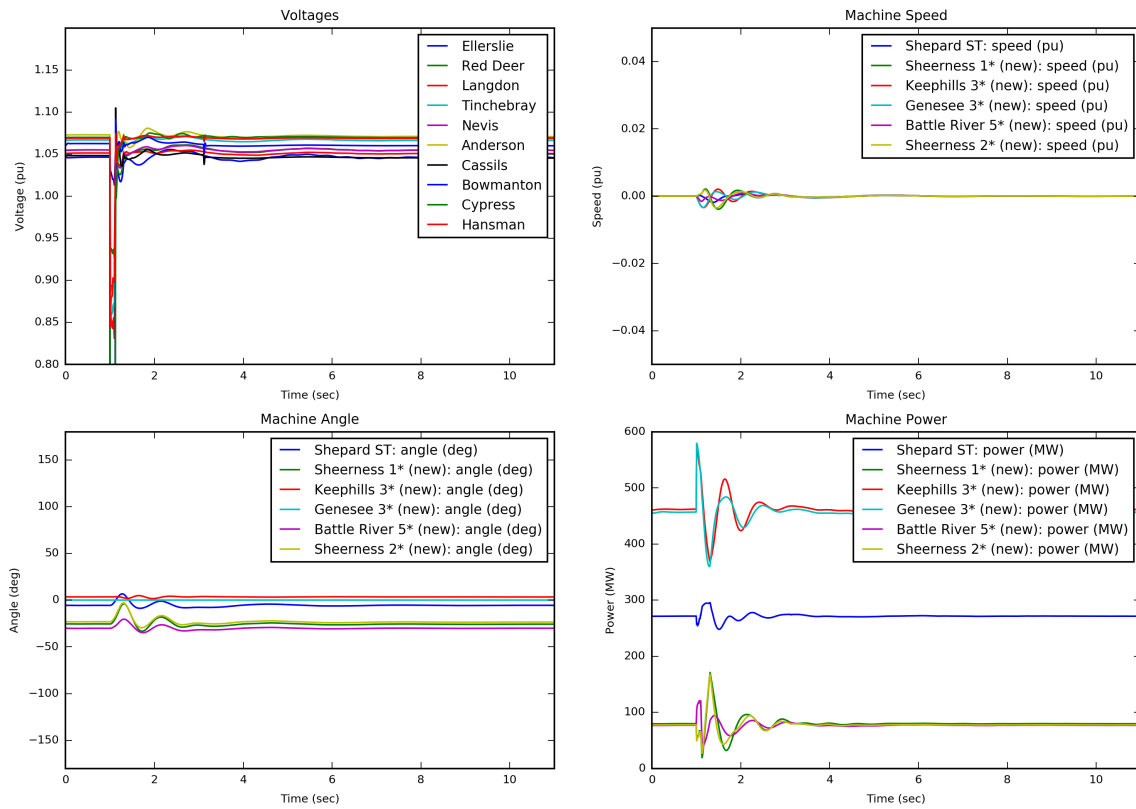 Voltages
Voltage (pu)
1.15
1.10
1.05
1.00
0.95
0.90
0.85
0.80
0 2 4 6 8 10
Time (sec)
Ellerslie
Red Deer
Langdon
Tinchebray
Nevis
Anderson
Cassils
Bowmanton
Cypress
Hansman
Machine Speed
Speed (pu)
0.04
0.02
0.00
−0.02
−0.04
0 2 4 6 8 10
Time (sec)
Shepard ST: speed (pu)
Sheerness 1* (new): speed (pu)
Keephills 3* (new): speed (pu)
Genesee 3* (new): speed (pu)
Battle River 5* (new): speed (pu)
Sheerness 2* (new): speed (pu)
Machine Angle
Angle (deg)
150
100
50
0
−50
−100
−150
0 2 4 6 8 10
Time (sec)
Shepard ST: angle (deg)
Sheerness 1* (new): angle (deg)
Keephills 3* (new): angle (deg)
Genesee 3* (new): angle (deg)
Battle River 5* (new): angle (deg)
Sheerness 2* (new): angle (deg)
Machine Power
Power (MW)
600
500
400
300
200
100
0
0 2 4 6 8 10
Time (sec)
Shepard ST: power (MW)
Sheerness 1* (new): power (MW)
Keephills 3* (new): power (MW)
Genesee 3* (new): power (MW)
Battle River 5* (new): power (MW)
Sheerness 2* (new): power (MW)